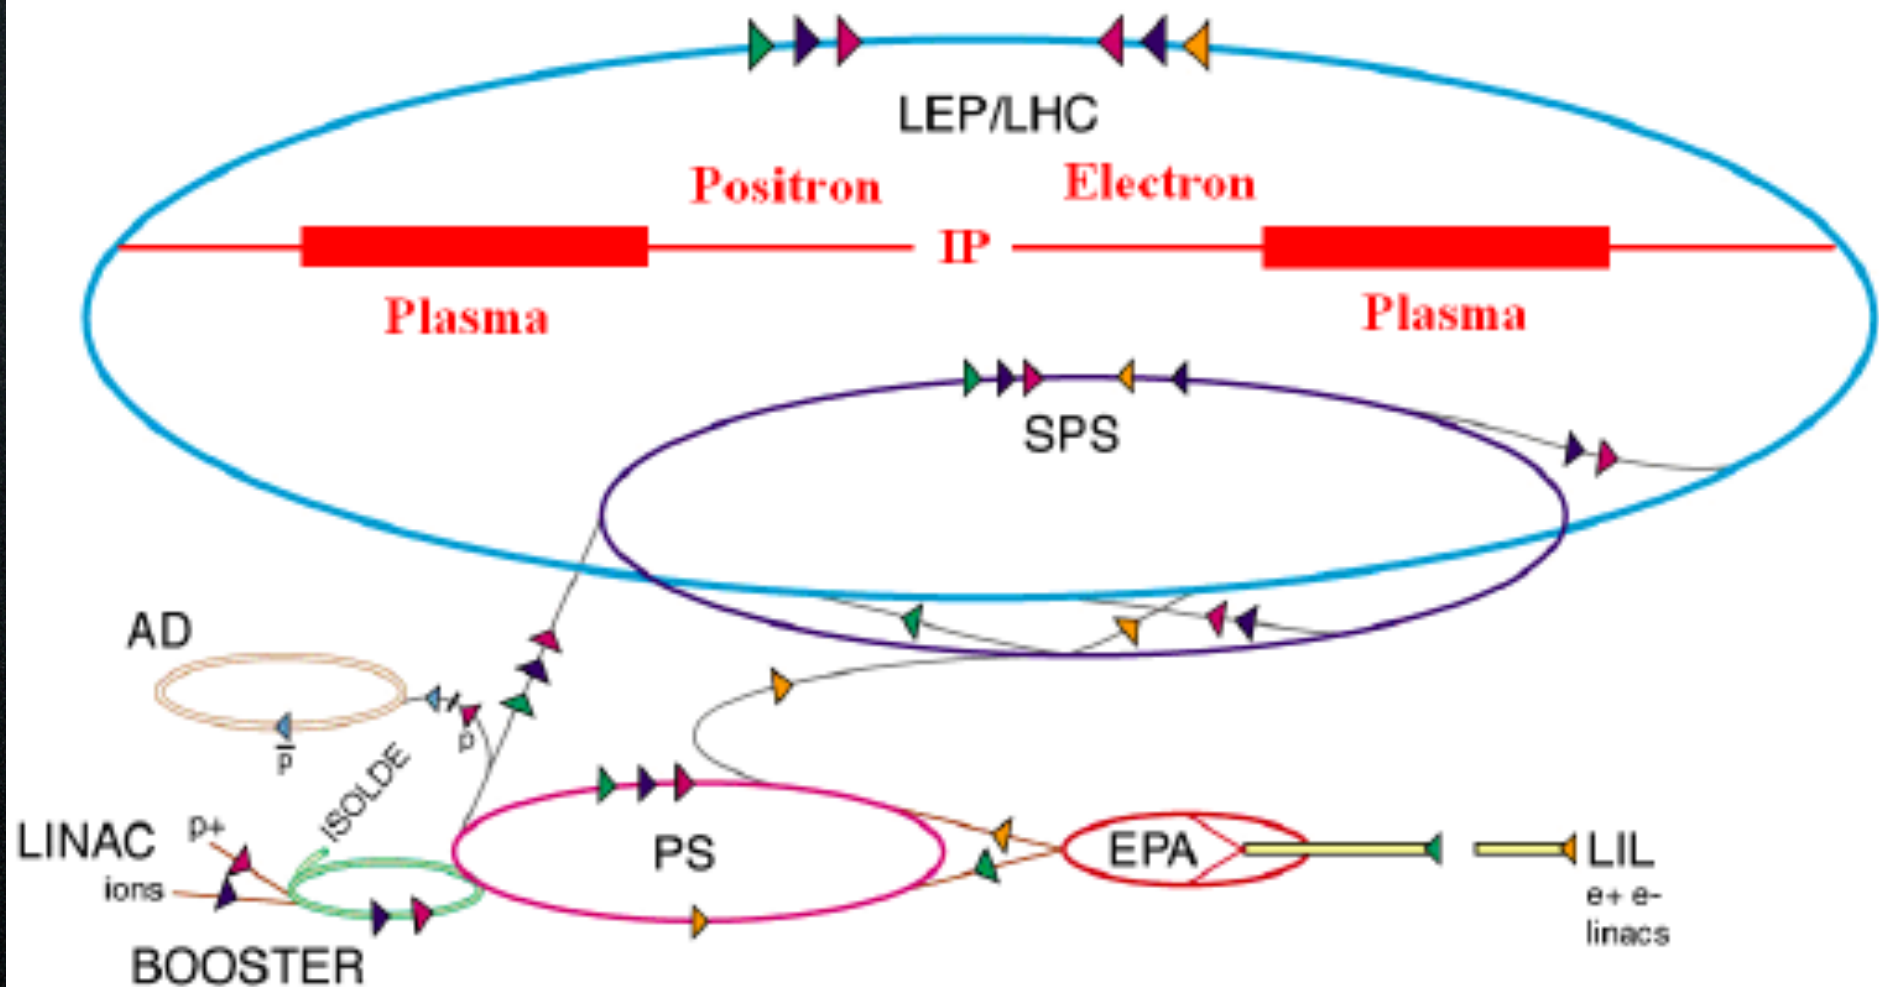 LEP/LHC
Positron
Electron
IP
Plasma
Plasma
SPS
AD
p̅
p
ISOLDE
LINAC
p+
ions
BOOSTER
PS
EPA
LIL
e+ e-
linacs